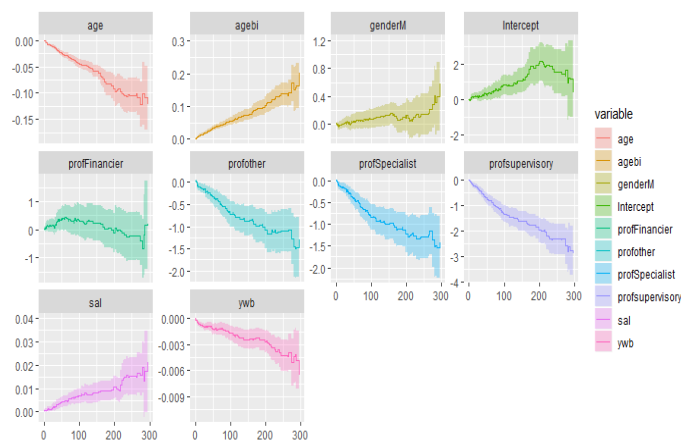 age
agebi
genderM
Intercept
0.00
-0.05
-0.10
-0.15
0.3
0.2
0.1
0.0
1.2
0.8
0.4
0.0
2
0
-2
profFinancier
profother
profSpecialist
profsupervisory
1
0
-1
0.0
-0.5
-1.0
-1.5
-2.0
0.0
-0.5
-1.0
-1.5
-2.0
0
-1
-2
-3
-4
0 100 200 300
0 100 200 300
sal
ywb
0.04
0.03
0.02
0.01
0.00
0.000
-0.003
-0.006
-0.009
0 100 200 300
0 100 200 300
variable
age
agebi
genderM
Intercept
profFinancier
profother
profSpecialist
profsupervisory
sal
ywb